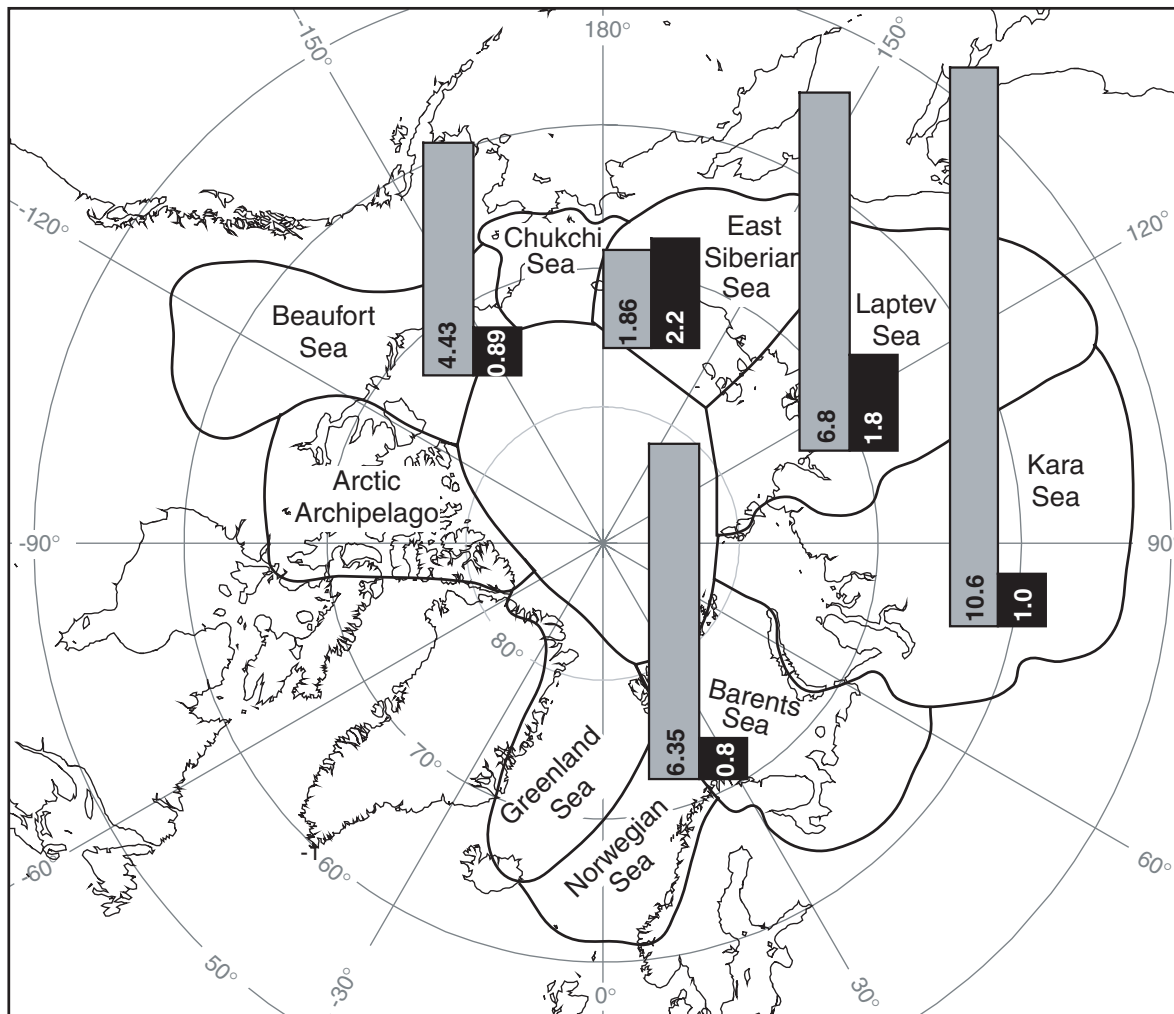 -150°
180°
150°
-120°
120°
Chukchi
Sea
East
Siberian
Sea
Beaufort
Sea
Laptev
Sea
4.43
0.89
1.86
2.2
6.8
1.8
Arctic
Archipelago
Kara
Sea
-90°
90
10.6
1.0
80°
Barents
Sea
6.35
0.8
70°
Greenland
Sea
Norwegian
Sea
-60°
60°
60°
50°
-30°
0°
30°